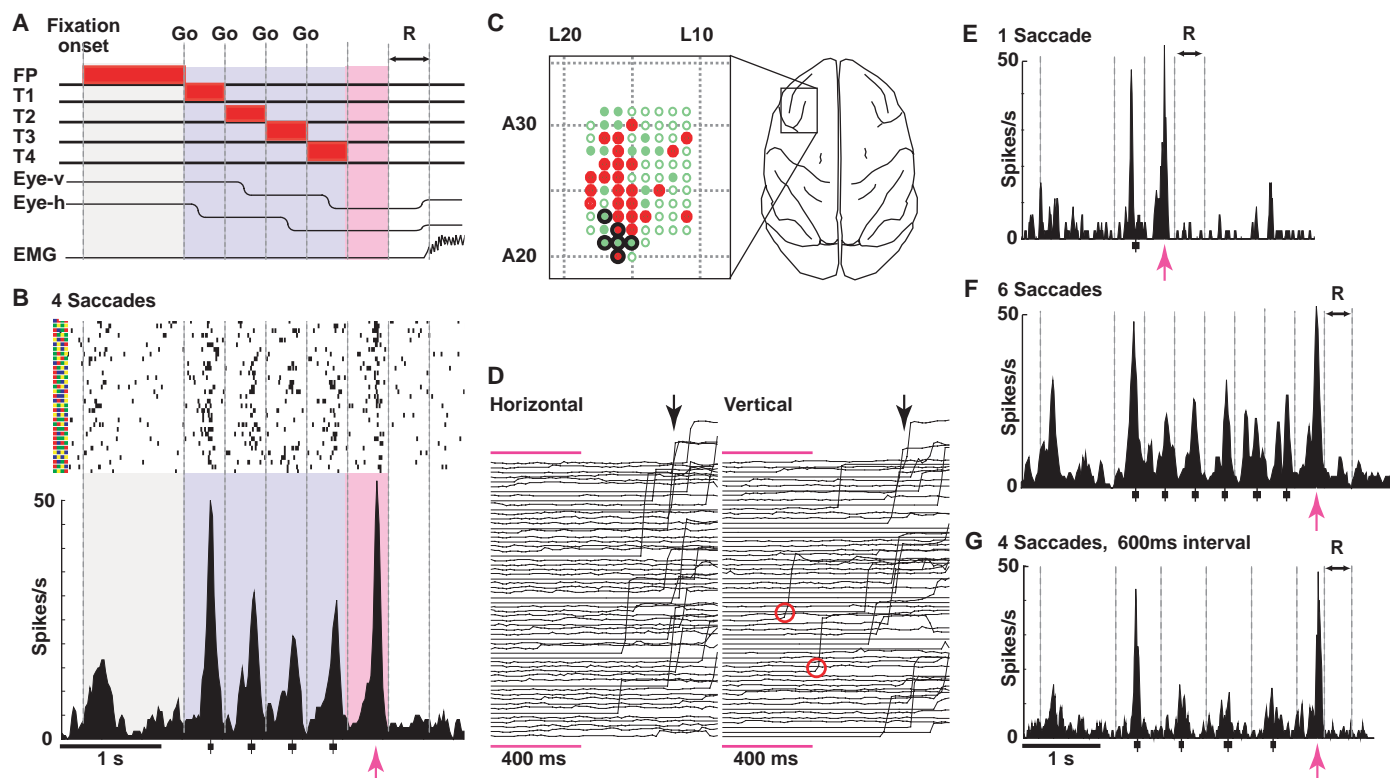 A
Fixation
onset
Go Go Go Go
R
FP
T1
T2
T3
T4
Eye-v
Eye-h
EMG
B 4 Saccades
50
Spikes/s
0
1 s
C
L20 L10
A30
A20
D
Horizontal Vertical
400 ms 400 ms
E 1 Saccade
R
50
Spikes/s
0
F 6 Saccades
R
50
Spikes/s
0
G 4 Saccades, 600ms interval
R
50
Spikes/s
0
1 s